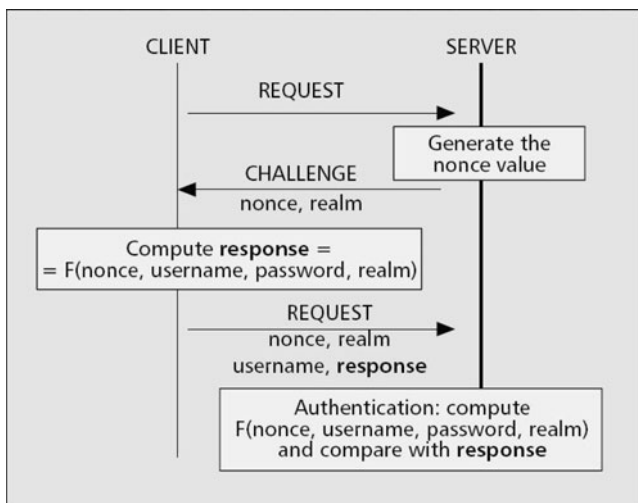 CLIENT SERVER
REQUEST
Generate the
nonce value
CHALLENGE
nonce, realm
Compute response =
= F(nonce, username, password, realm)
REQUEST
nonce, realm
username, response
Authentication: compute
F(nonce, username, password, realm)
and compare with response